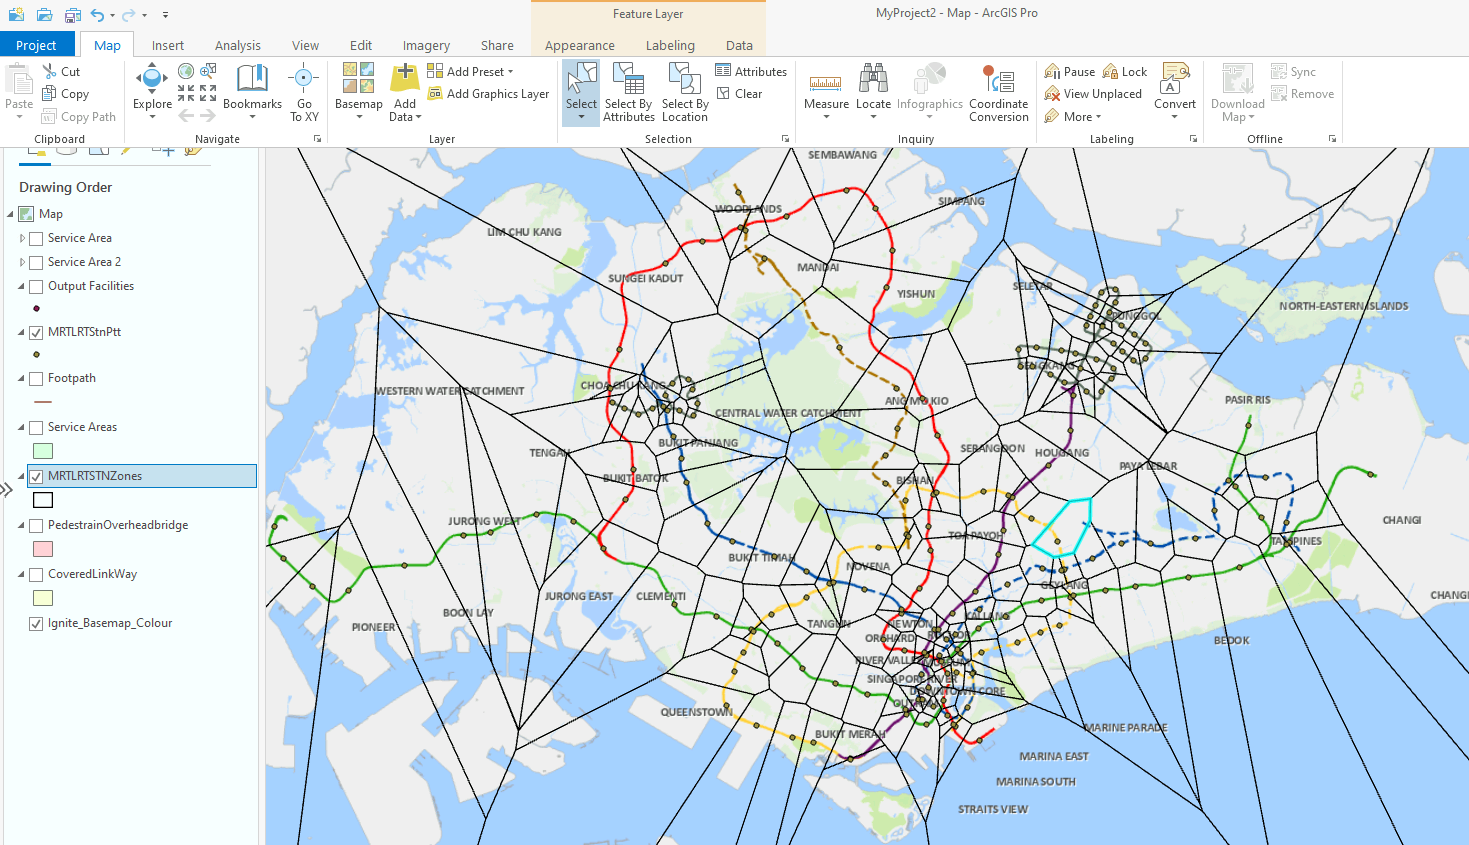 Feature Layer
MyProject2 - Map - ArcGIS Pro
Project Map Insert Analysis View Edit Imagery Share Appearance Labeling Data
Paste
Cut
Copy
Copy Path
Clipboard
Explore
Bookmarks
Go
To XY
Navigate
Basemap
Add
Data
Add Preset
Add Graphics Layer
Layer
Select
Select By
Attributes
Select By
Location
Attributes
Clear
Selection
Measure
Locate
Infographics
Coordinate
Conversion
Inquiry
Pause
Lock
View Unplaced
More
Convert
Labeling
Download
Map
Sync
Remove
Offline
Drawing Order
Map
Service Area
Service Area 2
Output Facilities
MRTLRTStnPtt
Footpath
Service Areas
MRTLRTSTNZones
PedestrainOverheadbridge
CoveredLinkWay
Ignite_Basemap_Colour
SEMBAWANG
WOODLANDS
SIMPANG
LIM CHU KANG
MANDAI
SUNGEI KADUT
YISHUN
SELETAR
NORTH-EASTERN ISLANDS
PUNGGOL
SENGKANG
CHOA CHU KANG
WESTERN WATER CATCHMENT
ANG MO KIO
PASIR RIS
CENTRAL WATER CATCHMENT
BUKIT PANJANG
TENGAH
SERANGOON
HOUGANG
PAYA LEBAR
BUKIT BATOK
BISHAN
JURONG WEST
CHANGI
TOA PAYOH
TAMPINES
BUKIT TIMAH
NOVENA
GEYLANG
JURONG EAST
CLEMENTI
CHANGI
BOON LAY
PIONEER
TANGLIN
NEWTON
KALLANG
ORCHARD
ROCHOR
BEDOK
RIVER VALLEY
MUSEUM
SINGAPORE RIVER
DOWNTOWN CORE
OUTRAM
QUEENSTOWN
BUKIT MERAH
MARINE PARADE
MARINA EAST
MARINA SOUTH
STRAITS VIEW